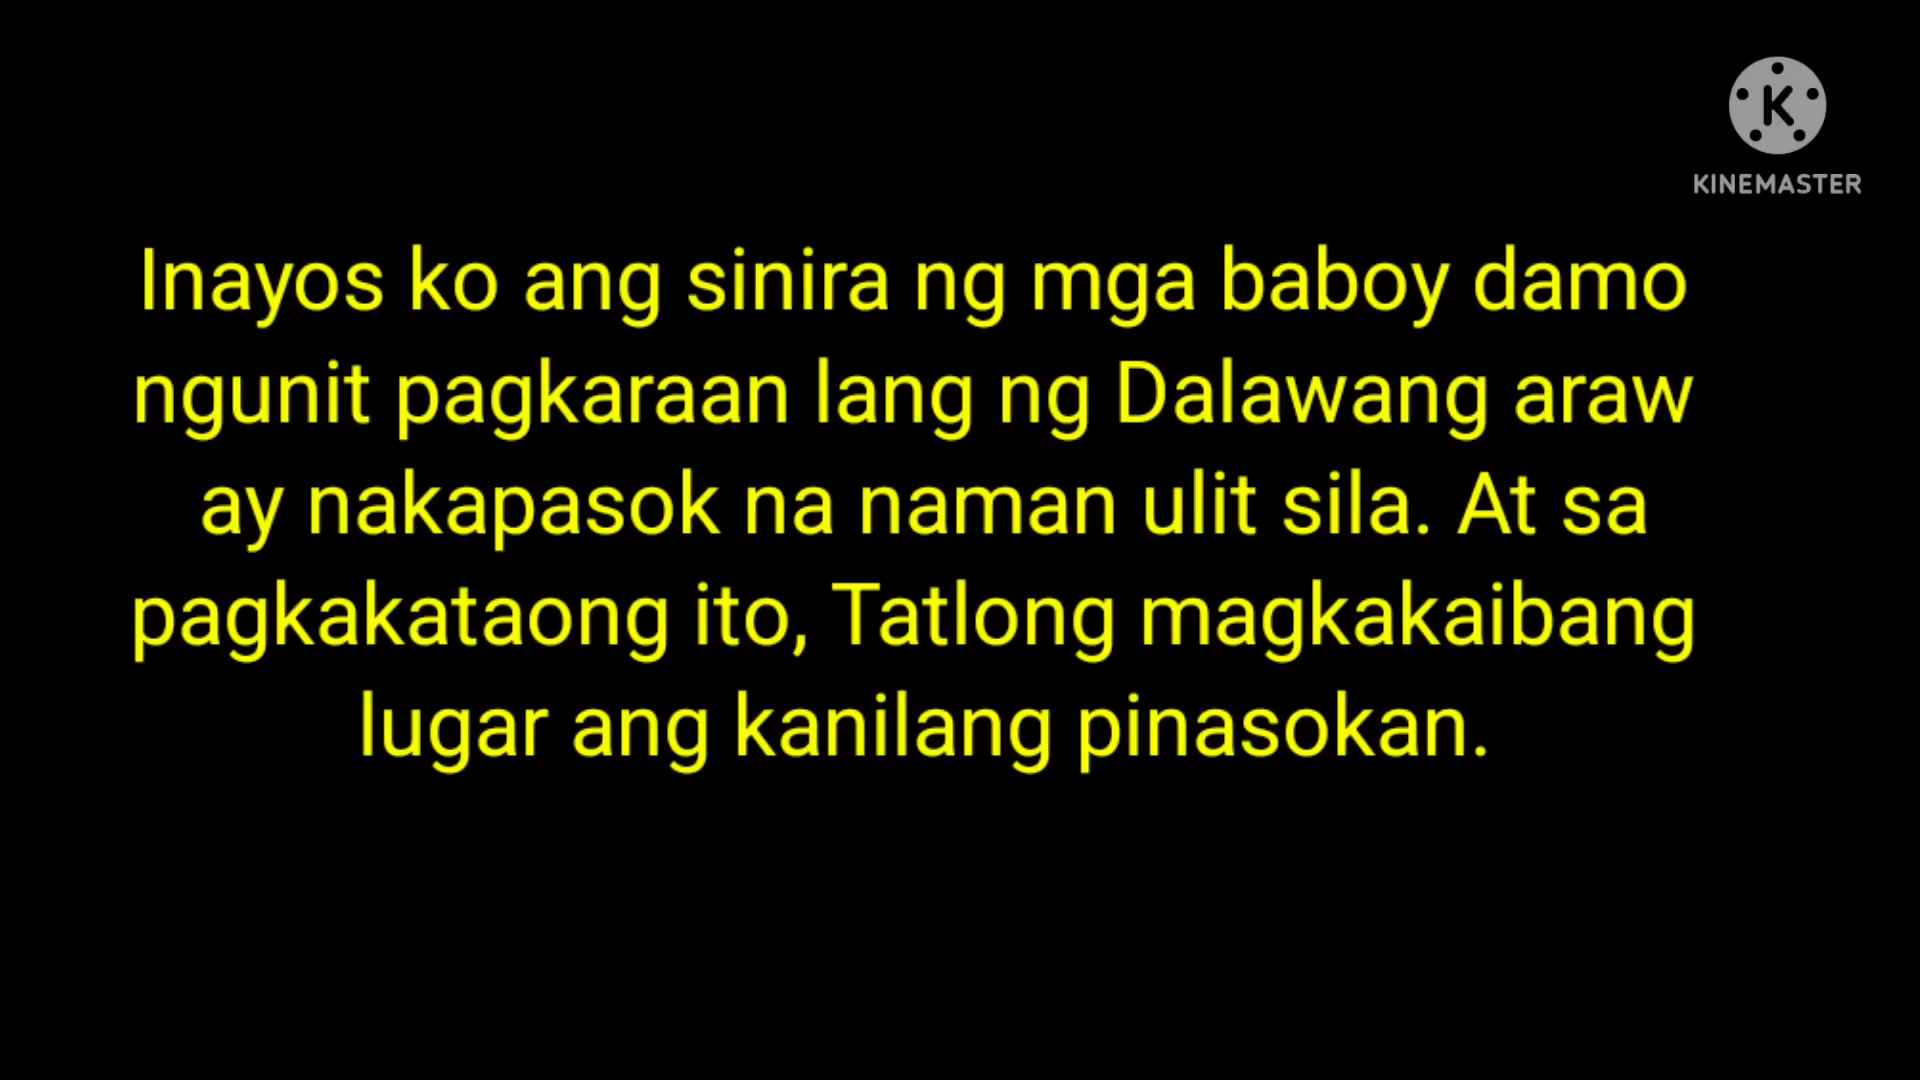 K
KINEMASTER
Inayos ko ang sinira ng mga baboy damo
ngunit pagkaraan lang ng Dalawang araw
ay nakapasok na naman ulit sila. At sa
pagkakataong ito, Tatlong magkakaibang
lugar ang kanilang pinasokan.